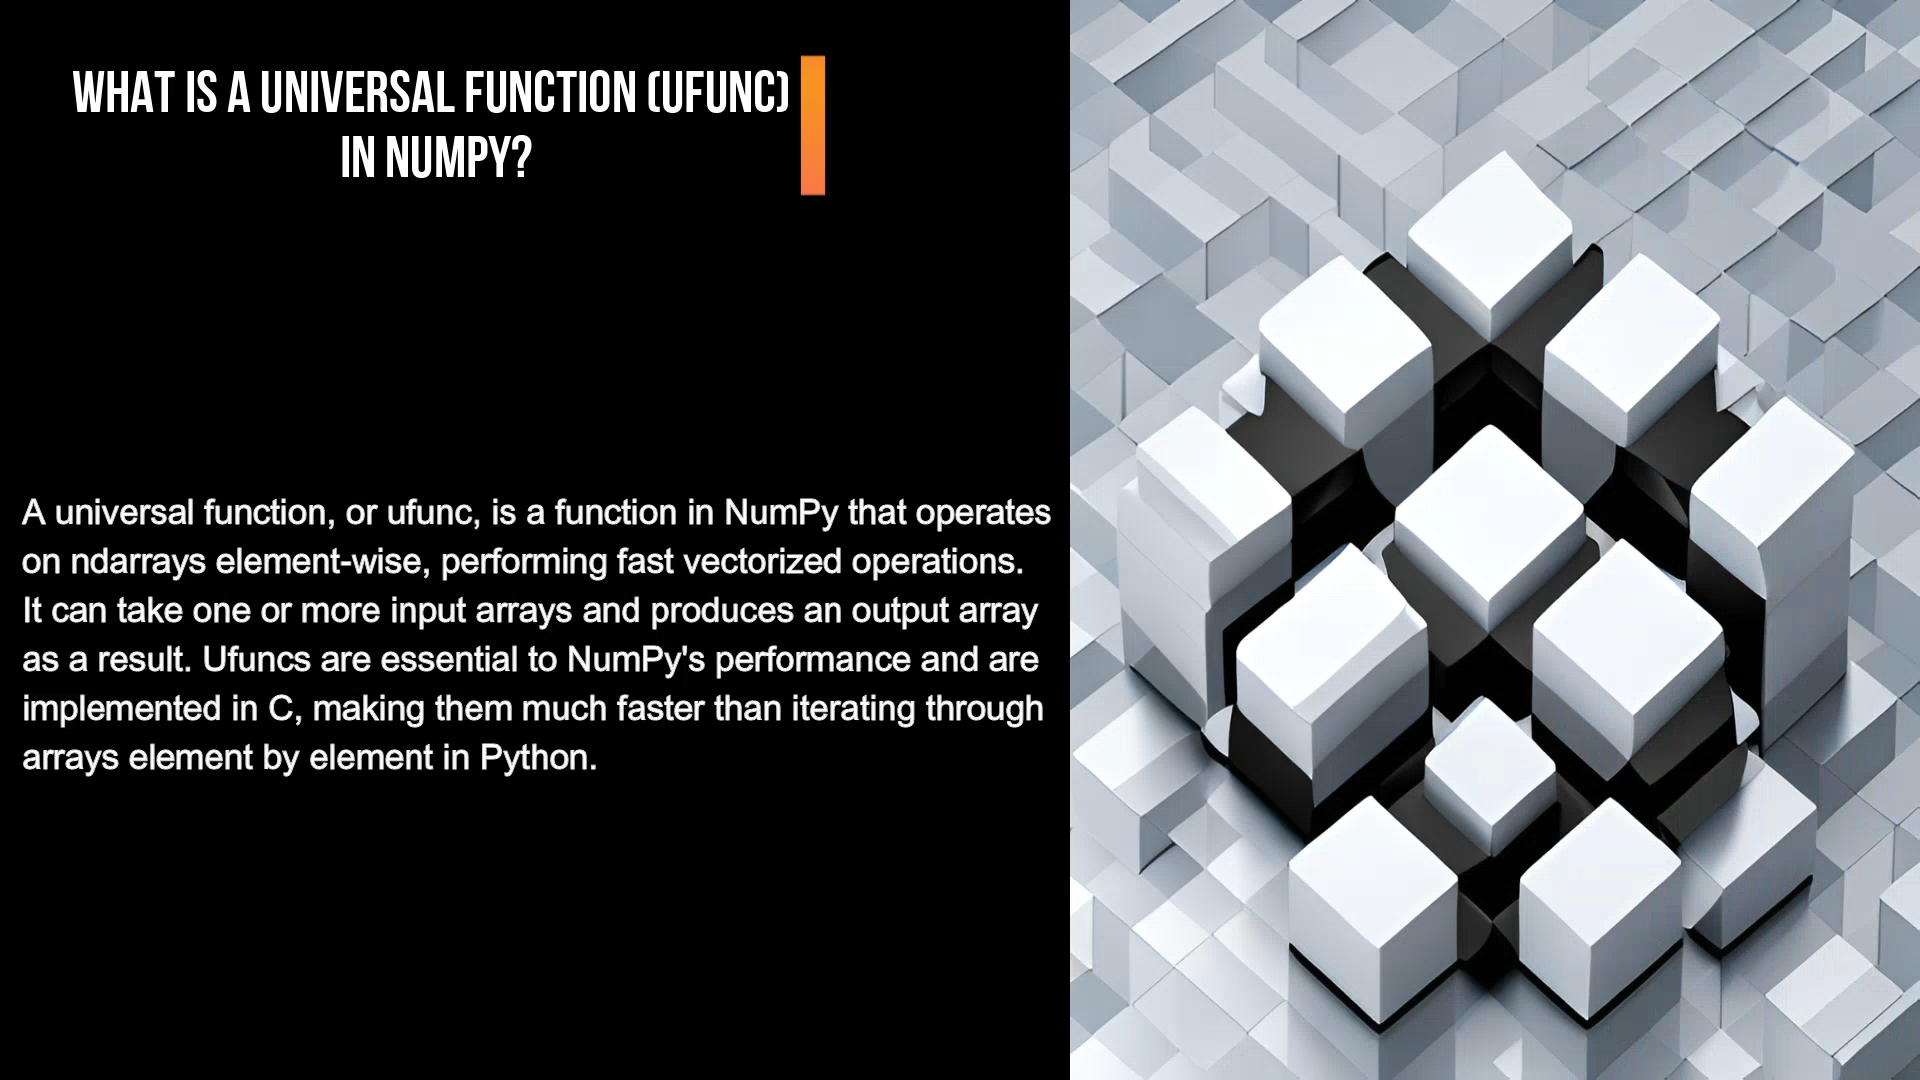 WHAT IS A UNIVERSAL FUNCTION (UFUNC)
IN NUMPY?
A universal function, or ufunc, is a function in NumPy that operates
on ndarrays element-wise, performing fast vectorized operations.
It can take one or more input arrays and produces an output array
as a result. Ufuncs are essential to NumPy's performance and are
implemented in C, making them much faster than iterating through
arrays element by element in Python.